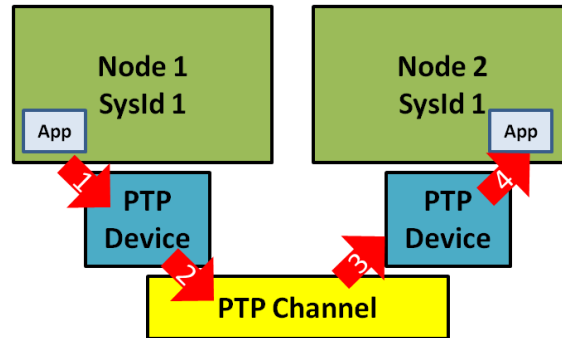 Node 1
SysId 1
App
Node 2
SysId 1
App
1
PTP
Device
2
PTP Channel
3
PTP
Device
4